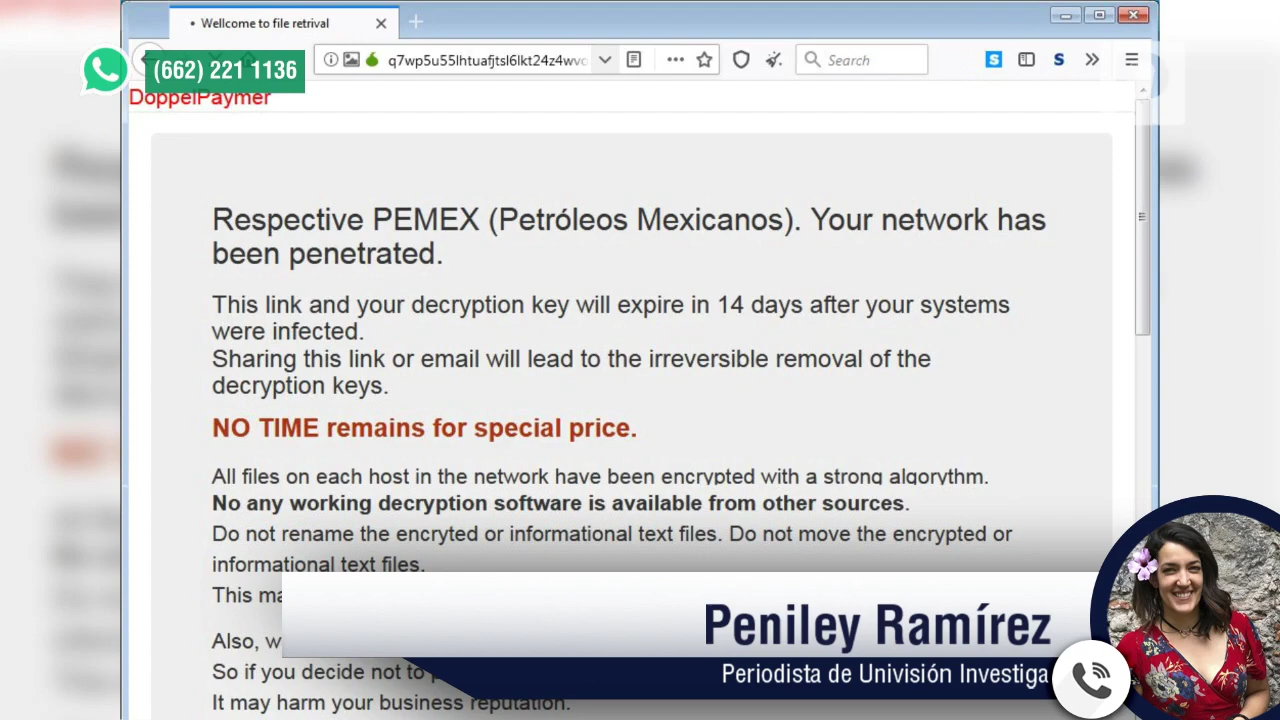 Wellcome to file retrival
(662) 221 1136
q7wp5u55lhtuafjtsl6lkt24z4wvc
Search
DoppelPaymer
Respective PEMEX (Petróleos Mexicanos). Your network has
been penetrated.
This link and your decryption key will expire in 14 days after your systems
were infected.
Sharing this link or email will lead to the irreversible removal of the
decryption keys.
NO TIME remains for special price.
All files on each host in the network have been encrypted with a strong algorythm.
No any working decryption software is available from other sources.
Do not rename the encryted or informational text files. Do not move the encrypted or
informational text files.
This
Also,
So if you decide not to
It may harm your business reputation.
Peniley Ramírez
Periodista de Univisión Investiga